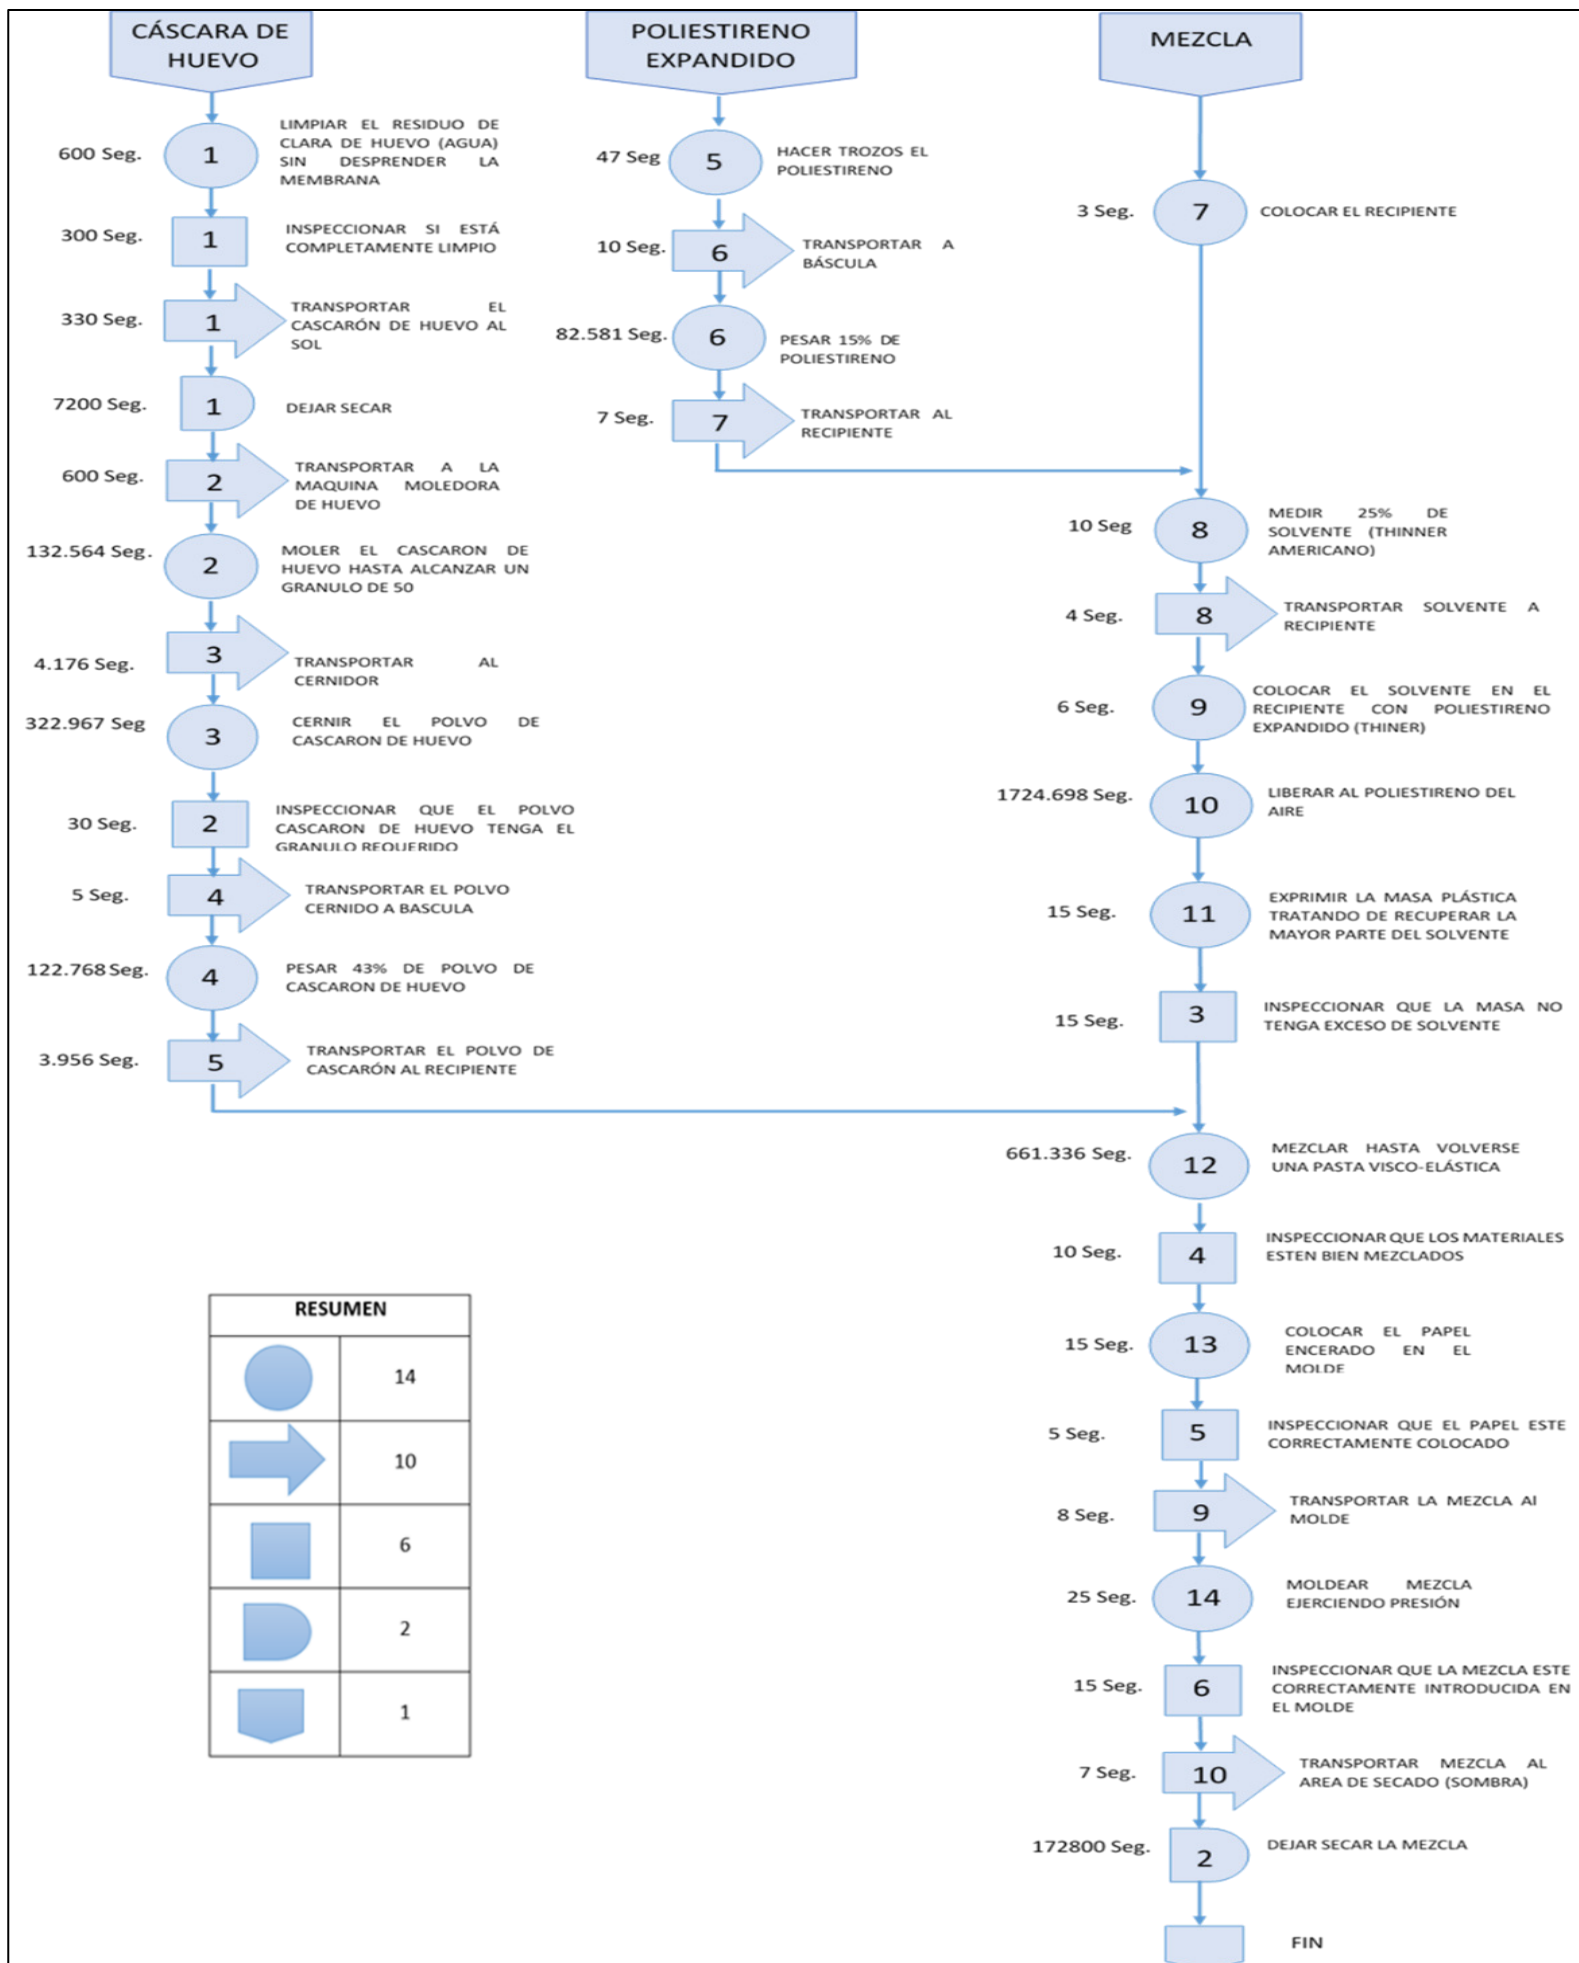 CÁSCARA DE
HUEVO
600 Seg.
1
LIMPIAR EL RESIDUO DE
CLARA DE HUEVO (AGUA)
SIN DESPRENDER LA
MEMBRANA
300 Seg.
1
INSPECCIONAR SI ESTÁ
COMPLETAMENTE LIMPIO
330 Seg.
1
TRANSPORTAR EL
CASCARÓN DE HUEVO AL
SOL
7200 Seg.
1
DEJAR SECAR
600 Seg.
2
TRANSPORTAR A LA
MAQUINA MOLEDORA
DE HUEVO
132.564 Seg.
2
MOLER EL CASCARON DE
HUEVO HASTA ALCANZAR UN
GRANULO DE 50
4.176 Seg.
3
TRANSPORTAR AL
CERNIDOR
322.967 Seg
3
CERNIR EL POLVO DE
CASCARON DE HUEVO
30 Seg.
2
INSPECCIONAR QUE EL POLVO
CASCARON DE HUEVO TENGA EL
GRANULO REQUERIDO
5 Seg.
4
TRANSPORTAR EL POLVO
CERNIDO A BASCULA
122.768 Seg.
4
PESAR 43% DE POLVO DE
CASCARON DE HUEVO
3.956 Seg.
5
TRANSPORTAR EL POLVO DE
CASCARÓN AL RECIPIENTE
POLIESTIRENO
EXPANDIDO
47 Seg
5
HACER TROZOS EL
POLIESTIRENO
10 Seg.
6
TRANSPORTAR A
BÁSCULA
82.581 Seg.
6
PESAR 15% DE
POLIESTIRENO
7 Seg.
7
TRANSPORTAR AL
RECIPIENTE
MEZCLA
3 Seg.
7
COLOCAR EL RECIPIENTE
10 Seg
8
MEDIR 25% DE
SOLVENTE (THINNER
AMERICANO)
4 Seg.
8
TRANSPORTAR SOLVENTE A
RECIPIENTE
6 Seg.
9
COLOCAR EL SOLVENTE EN EL
RECIPIENTE CON POLIESTIRENO
EXPANDIDO (THINER)
1724.698 Seg.
10
LIBERAR AL POLIESTIRENO DEL
AIRE
15 Seg.
11
EXPRIMIR LA MASA PLÁSTICA
TRATANDO DE RECUPERAR LA
MAYOR PARTE DEL SOLVENTE
15 Seg.
3
INSPECCIONAR QUE LA MASA NO
TENGA EXCESO DE SOLVENTE
661.336 Seg.
12
MEZCLAR HASTA VOLVERSE
UNA PASTA VISCO-ELÁSTICA
10 Seg.
4
INSPECCIONAR QUE LOS MATERIALES
ESTEN BIEN MEZCLADOS
15 Seg.
13
COLOCAR EL PAPEL
ENCERADO EN EL
MOLDE
5 Seg.
5
INSPECCIONAR QUE EL PAPEL ESTE
CORRECTAMENTE COLOCADO
8 Seg.
9
TRANSPORTAR LA MEZCLA Al
MOLDE
25 Seg.
14
MOLDEAR MEZCLA
EJERCIENDO PRESIÓN
15 Seg.
6
INSPECCIONAR QUE LA MEZCLA ESTE
CORRECTAMENTE INTRODUCIDA EN
EL MOLDE
7 Seg.
10
TRANSPORTAR MEZCLA AL
AREA DE SECADO (SOMBRA)
172800 Seg.
2
DEJAR SECAR LA MEZCLA
FIN
RESUMEN
14
10
6
2
1